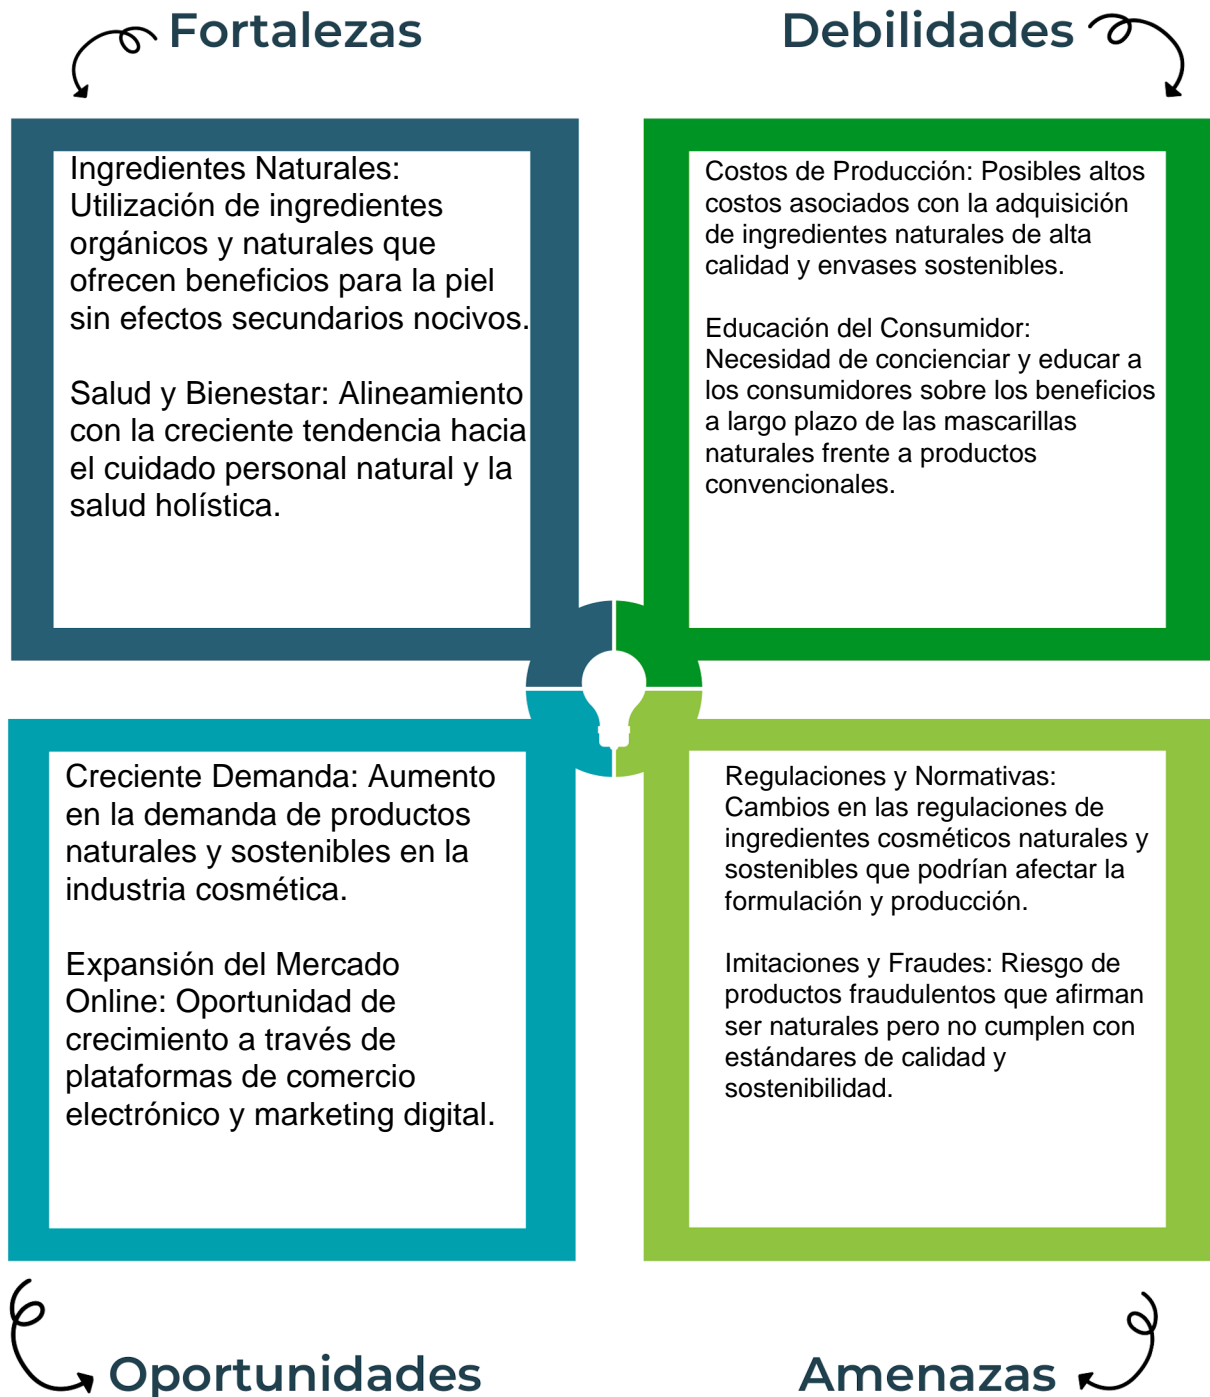 Fortalezas
Debilidades
Ingredientes Naturales:
Utilización de ingredientes
orgánicos y naturales que
ofrecen beneficios para la piel
sin efectos secundarios nocivos.
Salud y Bienestar: Alineamiento
con la creciente tendencia hacia
el cuidado personal natural y la
salud holística.
Costos de Producción: Posibles altos
costos asociados con la adquisición
de ingredientes naturales de alta
calidad y envases sostenibles.
Educación del Consumidor:
Necesidad de concienciar y educar a
los consumidores sobre los beneficios
a largo plazo de las mascarillas
naturales frente a productos
convencionales.
Creciente Demanda: Aumento
en la demanda de productos
naturales y sostenibles en la
industria cosmética.
Expansión del Mercado
Online: Oportunidad de
crecimiento a través de
plataformas de comercio
electrónico y marketing digital.
Regulaciones y Normativas:
Cambios en las regulaciones de
ingredientes cosméticos naturales y
sostenibles que podrían afectar la
formulación y producción.
Imitaciones y Fraudes: Riesgo de
productos fraudulentos que afirman
ser naturales pero no cumplen con
estándares de calidad y
sostenibilidad.
Oportunidades
Amenazas